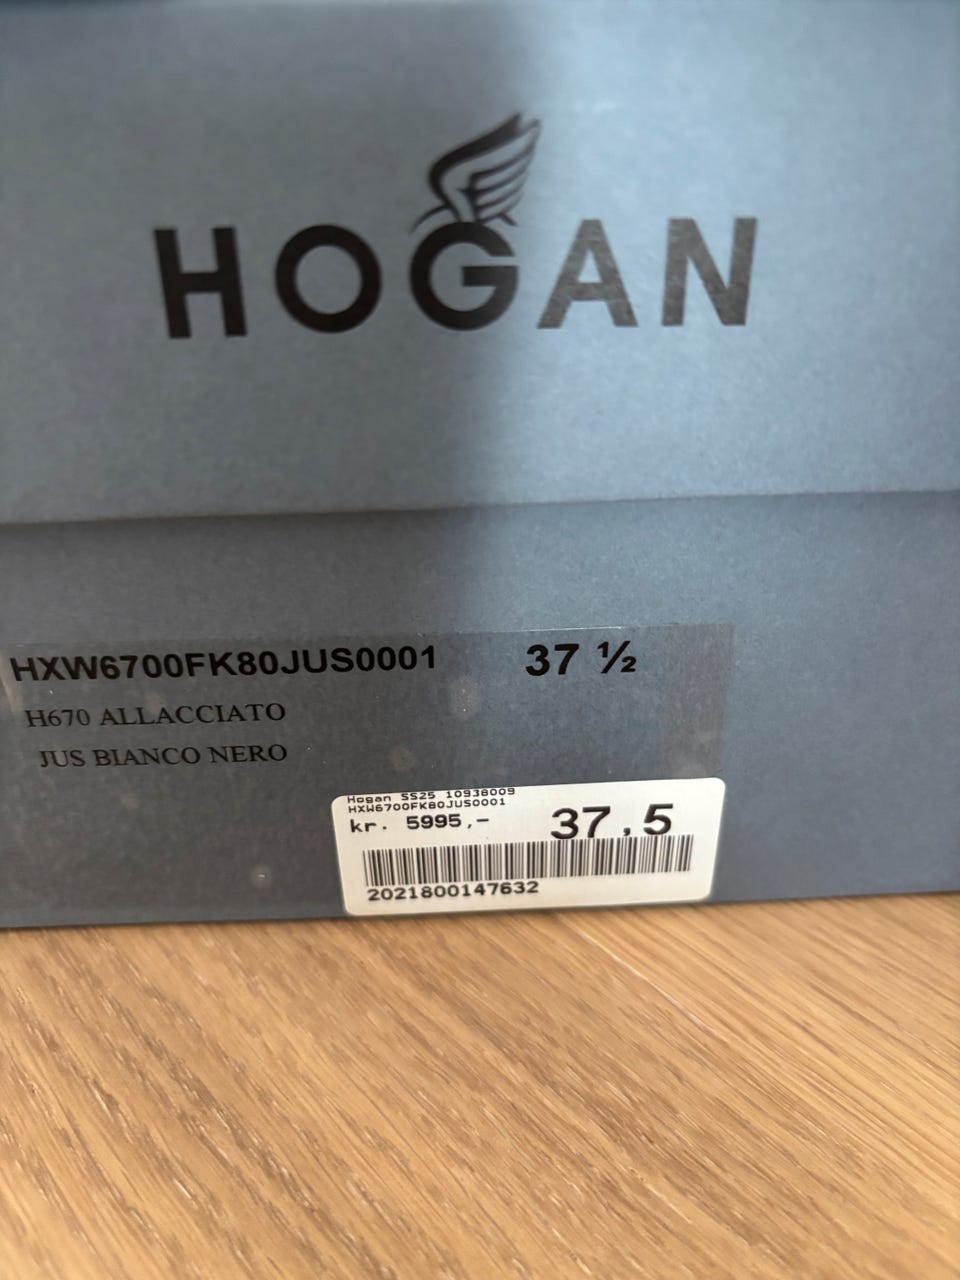 HOGAN
HXW6700FK80JUS0001 37 ½
H670 ALLACCIATO
JUS BIANCO NERO
Hogan SS25 10938009
HXW6700FK80JUS0001
kr. 5995,- 37,5
2021800147632